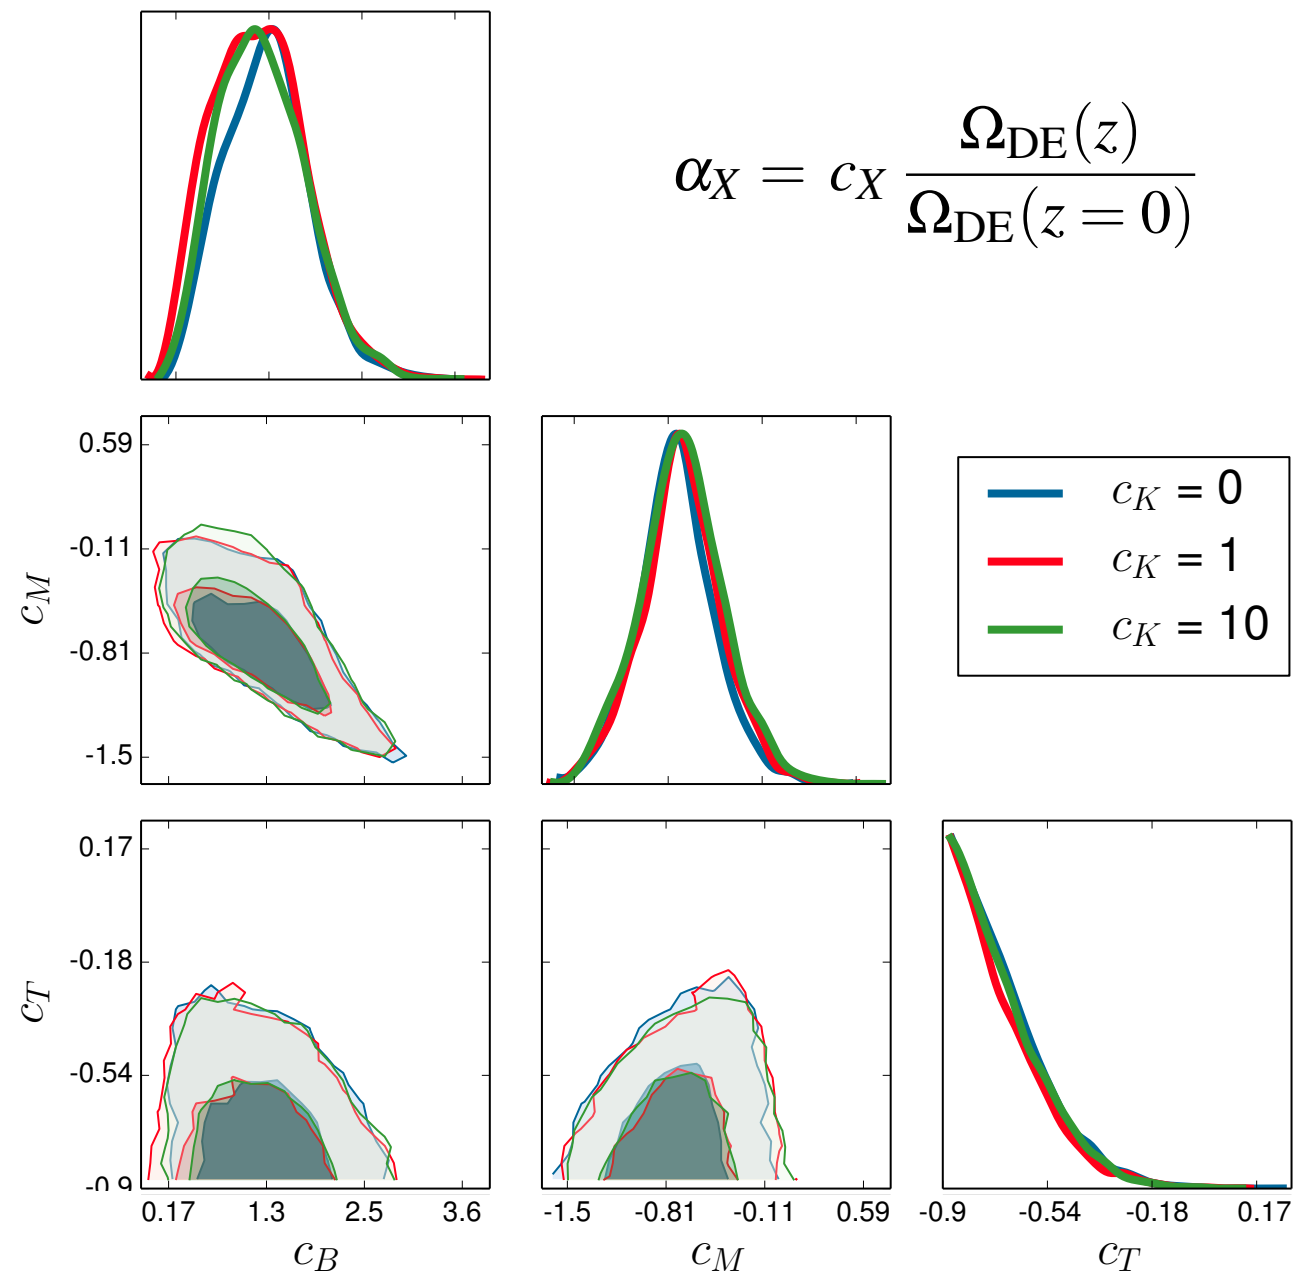 α_X = c_X Ω_DE(z) / Ω_DE(z = 0)
0.59
-0.11
-0.81
-1.5
c_M
c_K = 0
c_K = 1
c_K = 10
0.17
-0.18
-0.54
-0.9
c_T
0.17 1.3 2.5 3.6
-1.5 -0.81 -0.11 0.59
-0.9 -0.54 -0.18 0.17
c_B
c_M
c_T